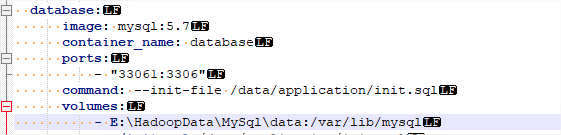 database:LF
image: mysql:5.7LF
container_name: databaseLF
ports:LF
- "33061:3306"LF
command: --init-file /data/application/init.sqlLF
volumes:LF
- E:\HadoopData\MySql\data:/var/lib/mysqlLF